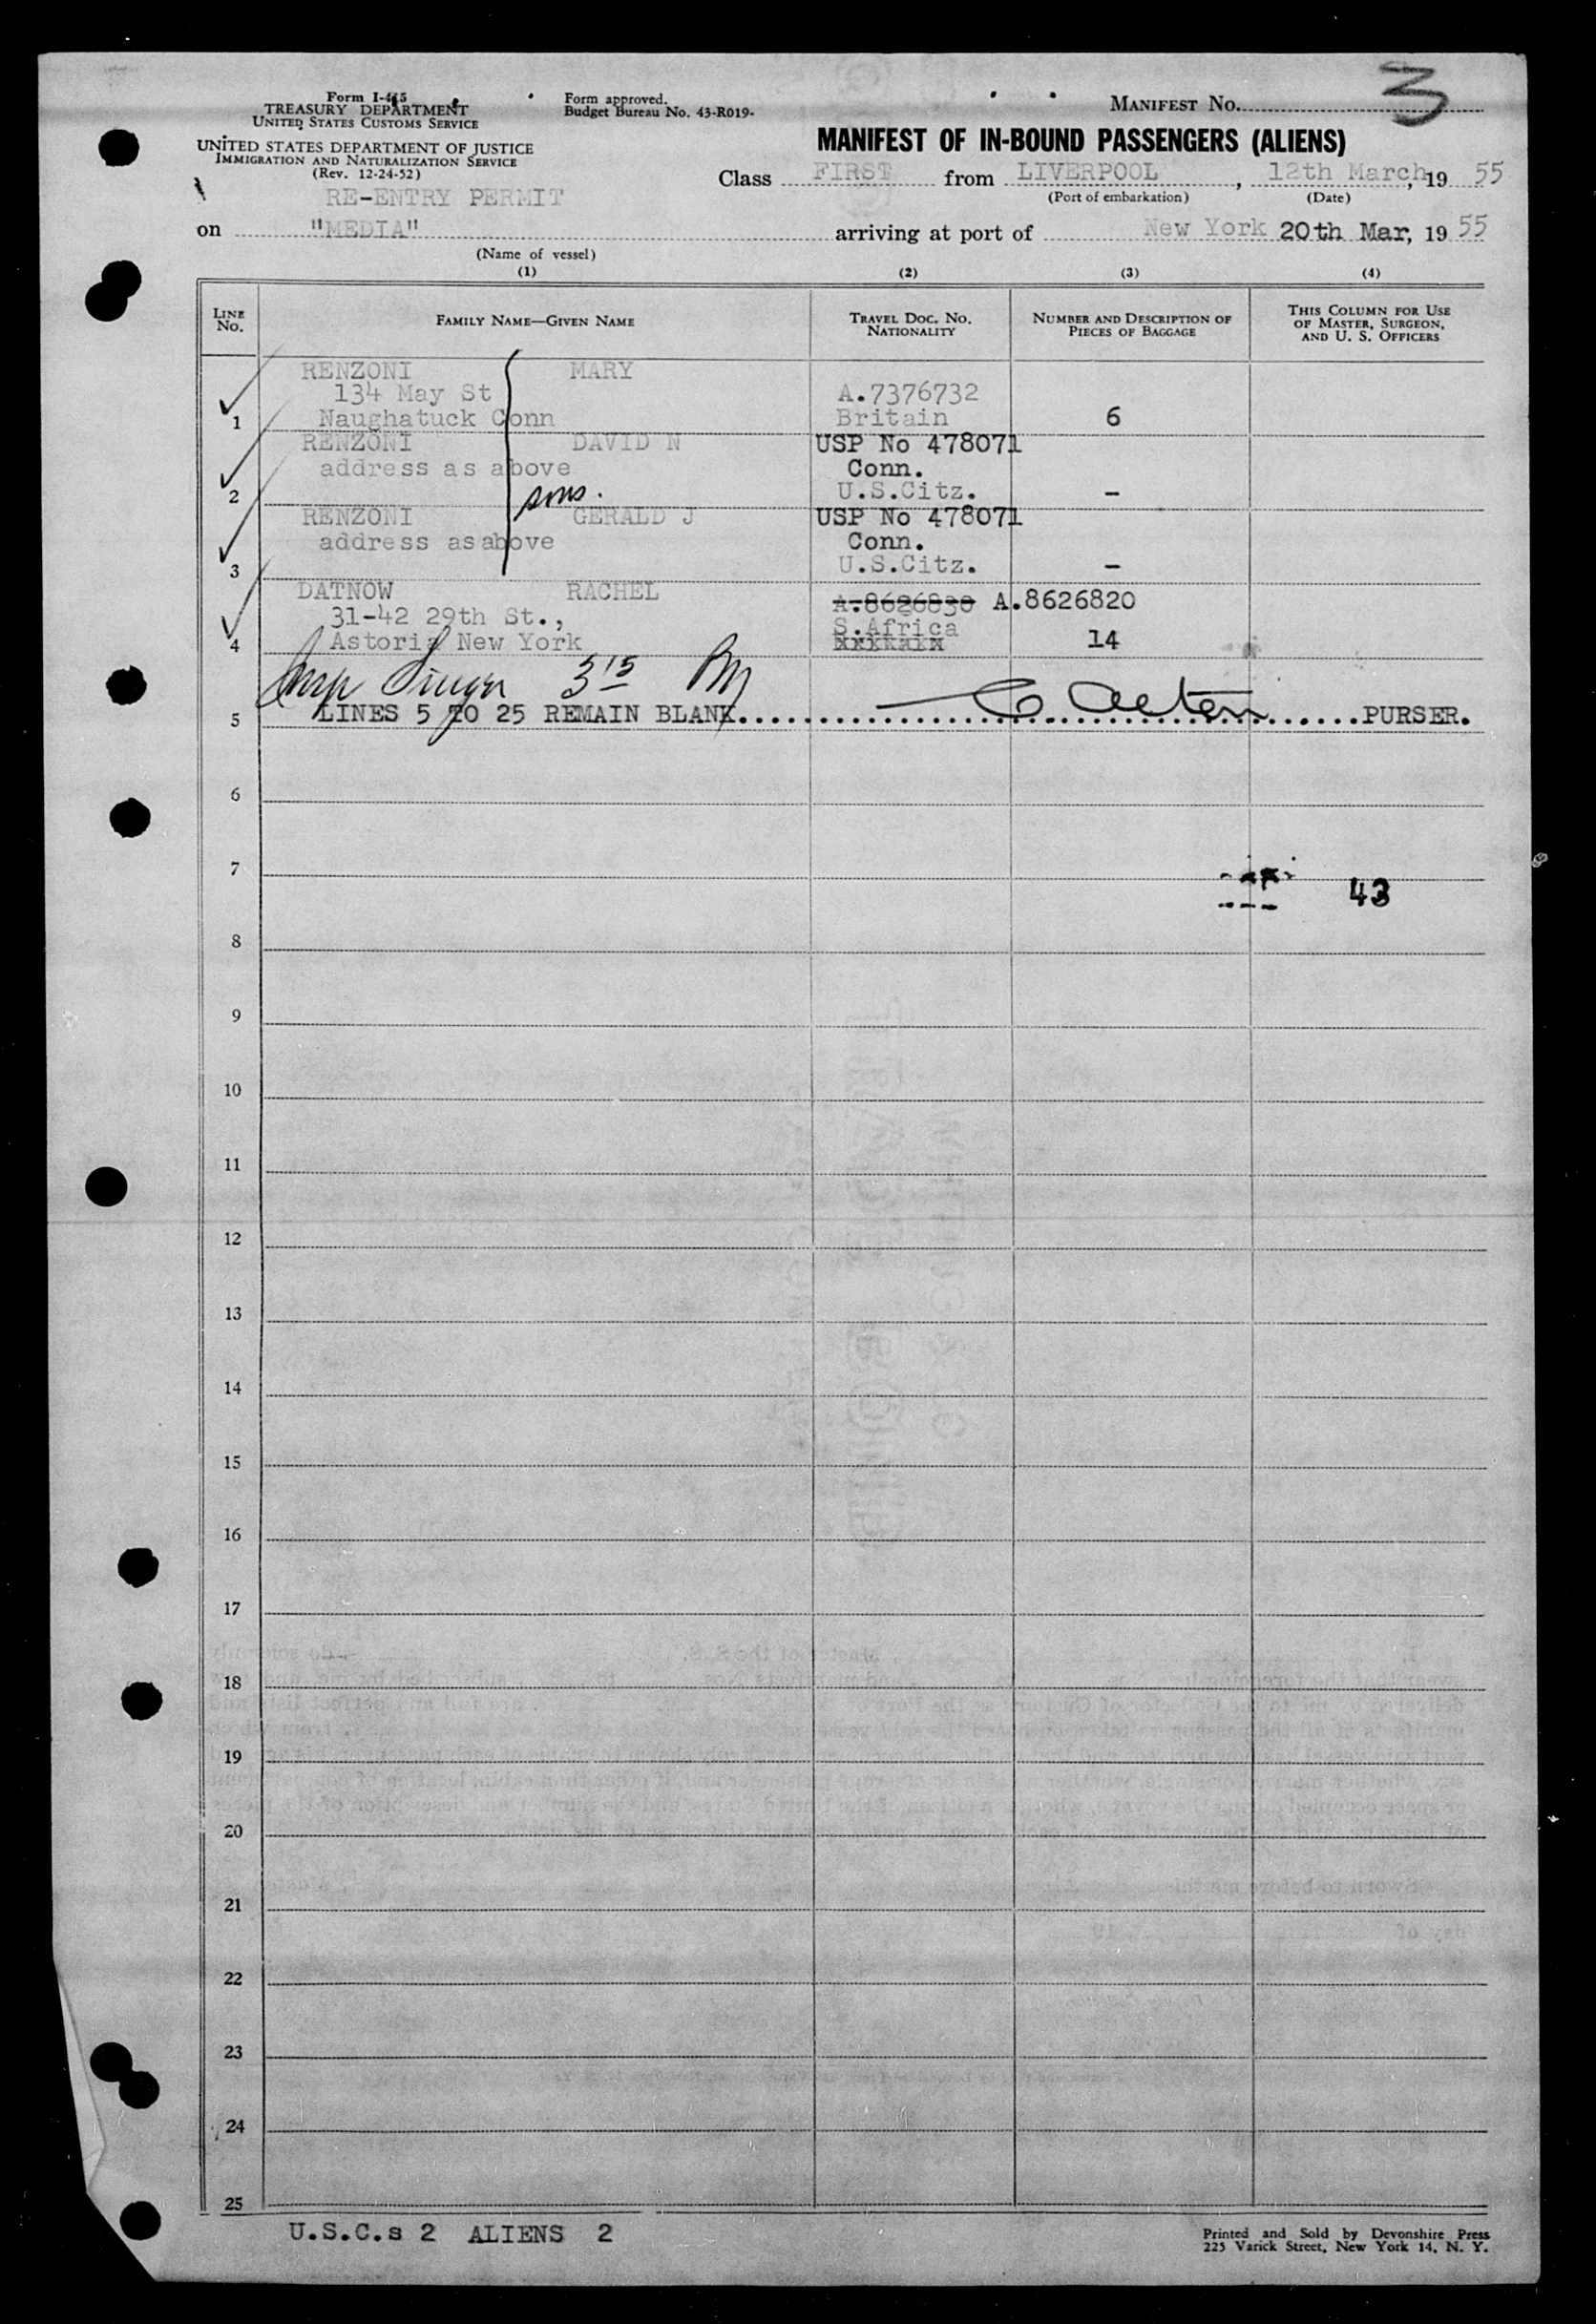 Form I-415
TREASURY DEPARTMENT
UNITED STATES CUSTOMS SERVICE
UNITED STATES DEPARTMENT OF JUSTICE
IMMIGRATION AND NATURALIZATION SERVICE
(Rev. 12-24-52)
Form approved.
Budget Bureau No. 43-R019-
MANIFEST No. 3
MANIFEST OF IN-BOUND PASSENGERS (ALIENS)
Class FIRST from LIVERPOOL, 12th March, 19 55
(Port of embarkation) (Date)
RE-ENTRY PERMIT
on "MEDIA" arriving at port of New York 20th Mar, 19 55
(Name of vessel)
(1) (2) (3) (4)
LINE No. FAMILY NAME—GIVEN NAME TRAVEL DOC. NO. NATIONALITY NUMBER AND DESCRIPTION OF PIECES OF BAGGAGE THIS COLUMN FOR USE OF MASTER, SURGEON, AND U. S. OFFICERS
RENZONI MARY
134 May St A.7376732
1 Naughatuck Conn Britain 6
RENZONI DAVID N USP No 478071
address as above Conn.
2 sons. U.S.Citz. –
RENZONI GERALD J USP No 478071
address as above Conn.
3 U.S.Citz. –
DATNOW RACHEL A.8626830 A.8626820
31-42 29th St., S.Africa
4 Astoria New York 14
Insp Singer 3 15
5 LINES 5 TO 25 REMAIN BLANK. PURSER.
6
7
43
8
9
10
11
12
13
14
15
16
17
18
19
20
21
22
23
24
25
U.S.C.s 2 ALIENS 2
Printed and Sold by Devonshire Press
225 Varick Street, New York 14, N. Y.